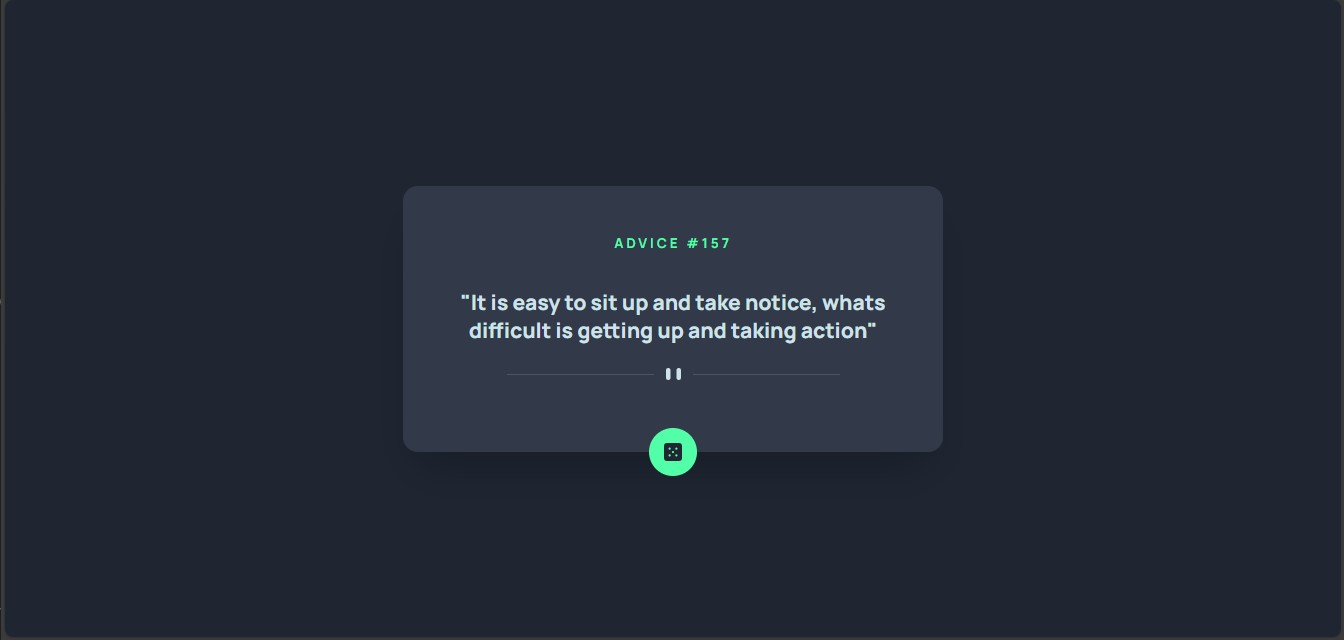 ADVICE #157
"It is easy to sit up and take notice, whats
difficult is getting up and taking action"